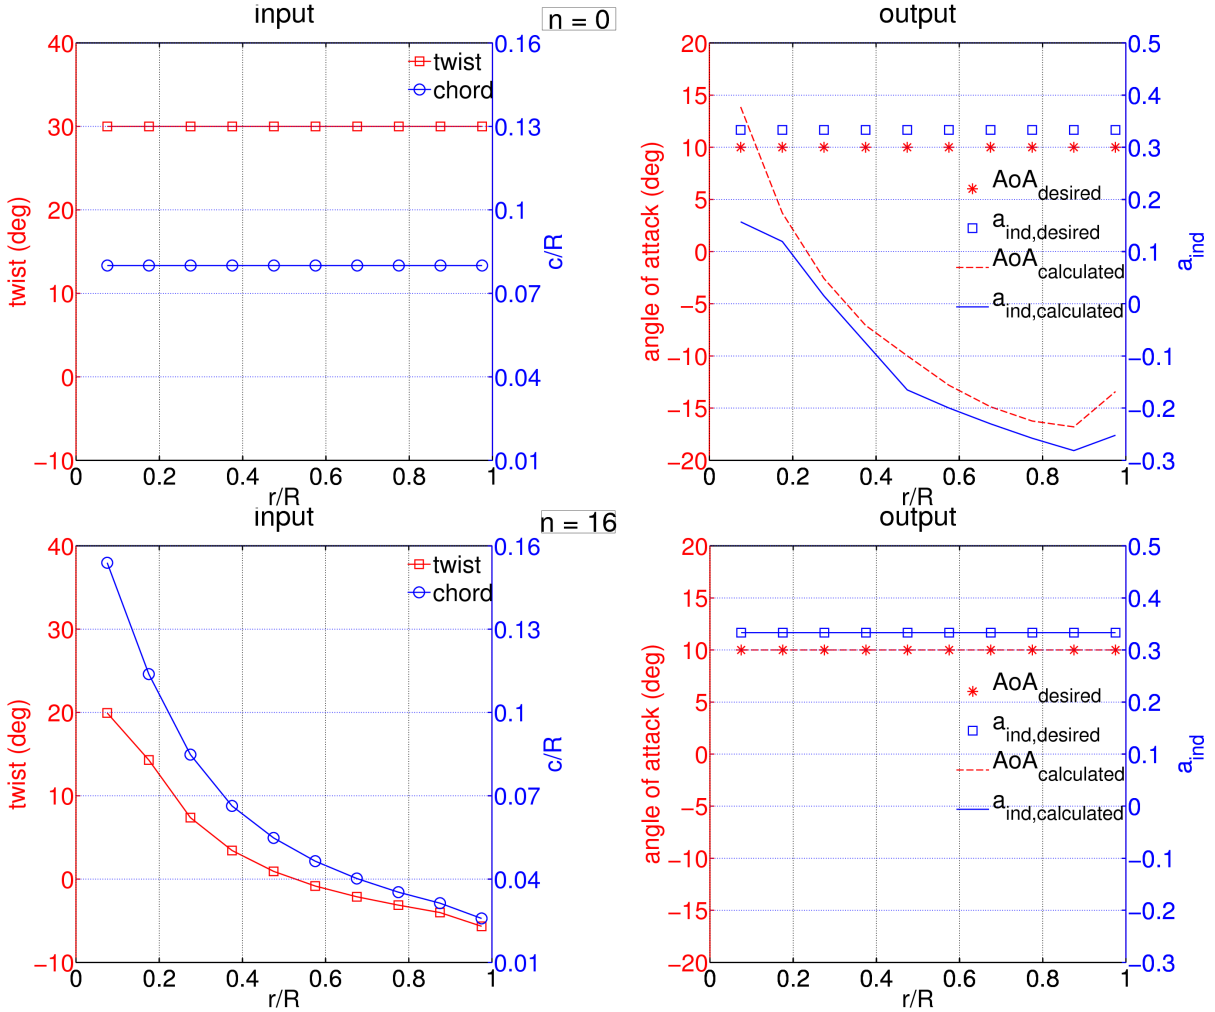 input
n = 0
output
40
30
20
10
0
−10
twist (deg)
twist
chord
0.16
0.13
0.1
0.07
0.04
0.01
c/R
0 0.2 0.4 0.6 0.8 1
r/R
20
15
10
5
0
−5
−10
−15
−20
angle of attack (deg)
AoA desired
a ind,desired
AoA calculated
a ind,calculated
0.5
0.4
0.3
0.2
0.1
0
−0.1
−0.2
−0.3
a ind
0 0.2 0.4 0.6 0.8 1
r/R
input
n = 16
output
40
30
20
10
0
−10
twist (deg)
twist
chord
0.16
0.13
0.1
0.07
0.04
0.01
c/R
0 0.2 0.4 0.6 0.8 1
r/R
20
15
10
5
0
−5
−10
−15
−20
angle of attack (deg)
AoA desired
a ind,desired
AoA calculated
a ind,calculated
0.5
0.4
0.3
0.2
0.1
0
−0.1
−0.2
−0.3
a ind
0 0.2 0.4 0.6 0.8 1
r/R